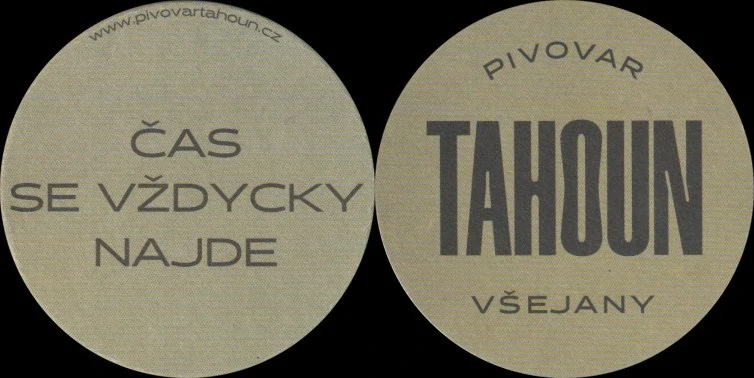 www.pivovartahoun.cz
ČAS
SE VŽDYCKY
NAJDE
PIVOVAR
TAHOUN
VŠEJANY